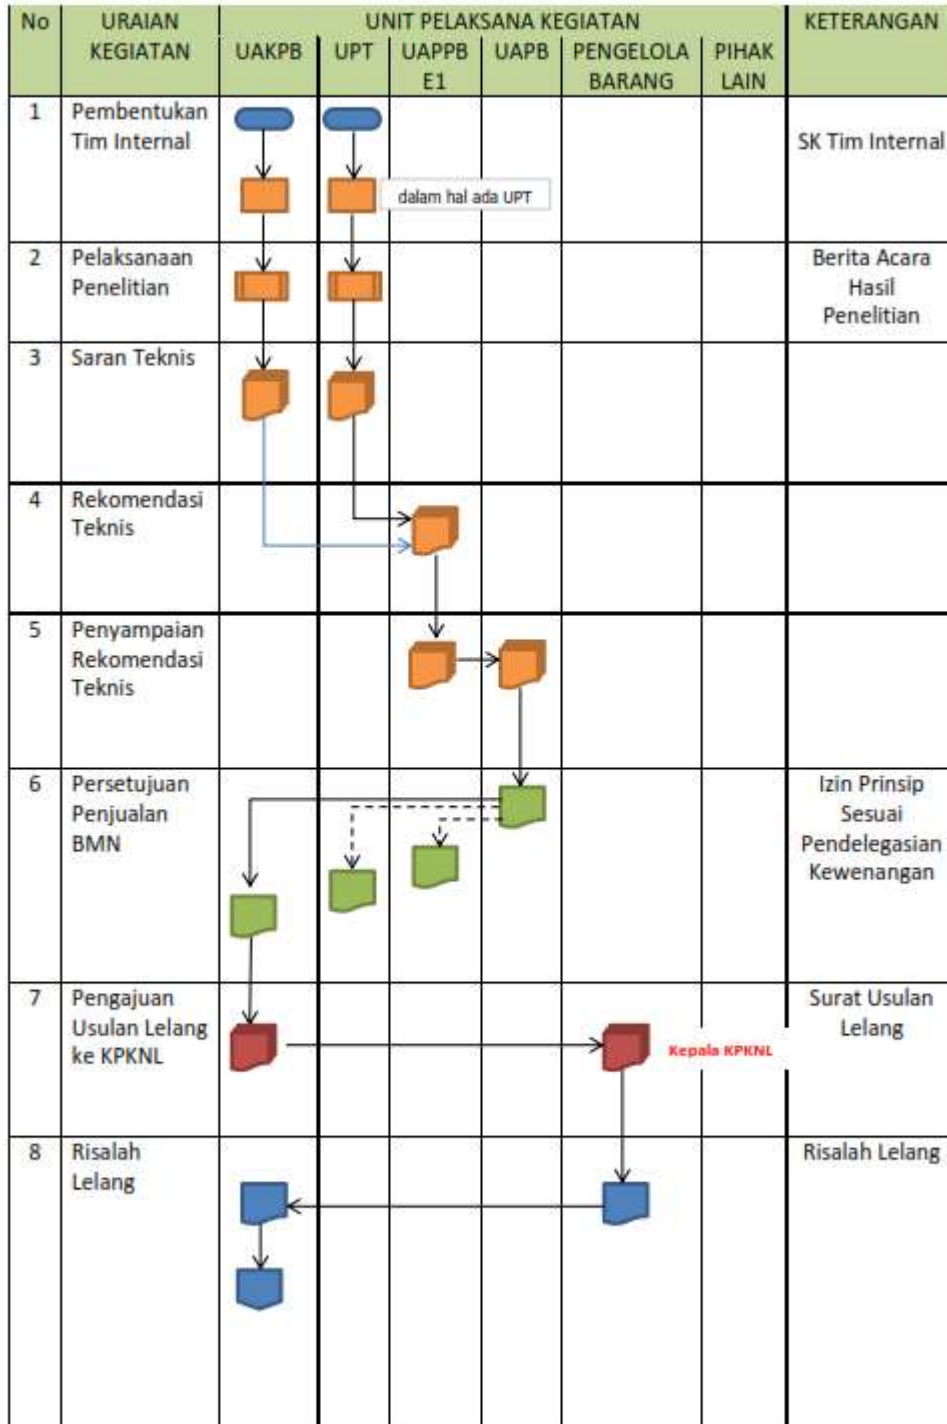 No
URAIAN
KEGIATAN
UNIT PELAKSANA KEGIATAN
KETERANGAN
UAKPB
UPT
UAPPB
E1
UAPB
PENGELOLA
BARANG
PIHAK
LAIN
1
Pembentukan
Tim Internal
SK Tim Internal
dalam hal ada UPT
2
Pelaksanaan
Penelitian
Berita Acara
Hasil
Penelitian
3
Saran Teknis
4
Rekomendasi
Teknis
5
Penyampaian
Rekomendasi
Teknis
6
Persetujuan
Penjualan
BMN
Izin Prinsip
Sesuai
Pendelegasian
Kewenangan
7
Pengajuan
Usulan Lelang
ke KPKNL
Kepala KPKNL
Surat Usulan
Lelang
8
Risalah
Lelang
Risalah Lelang